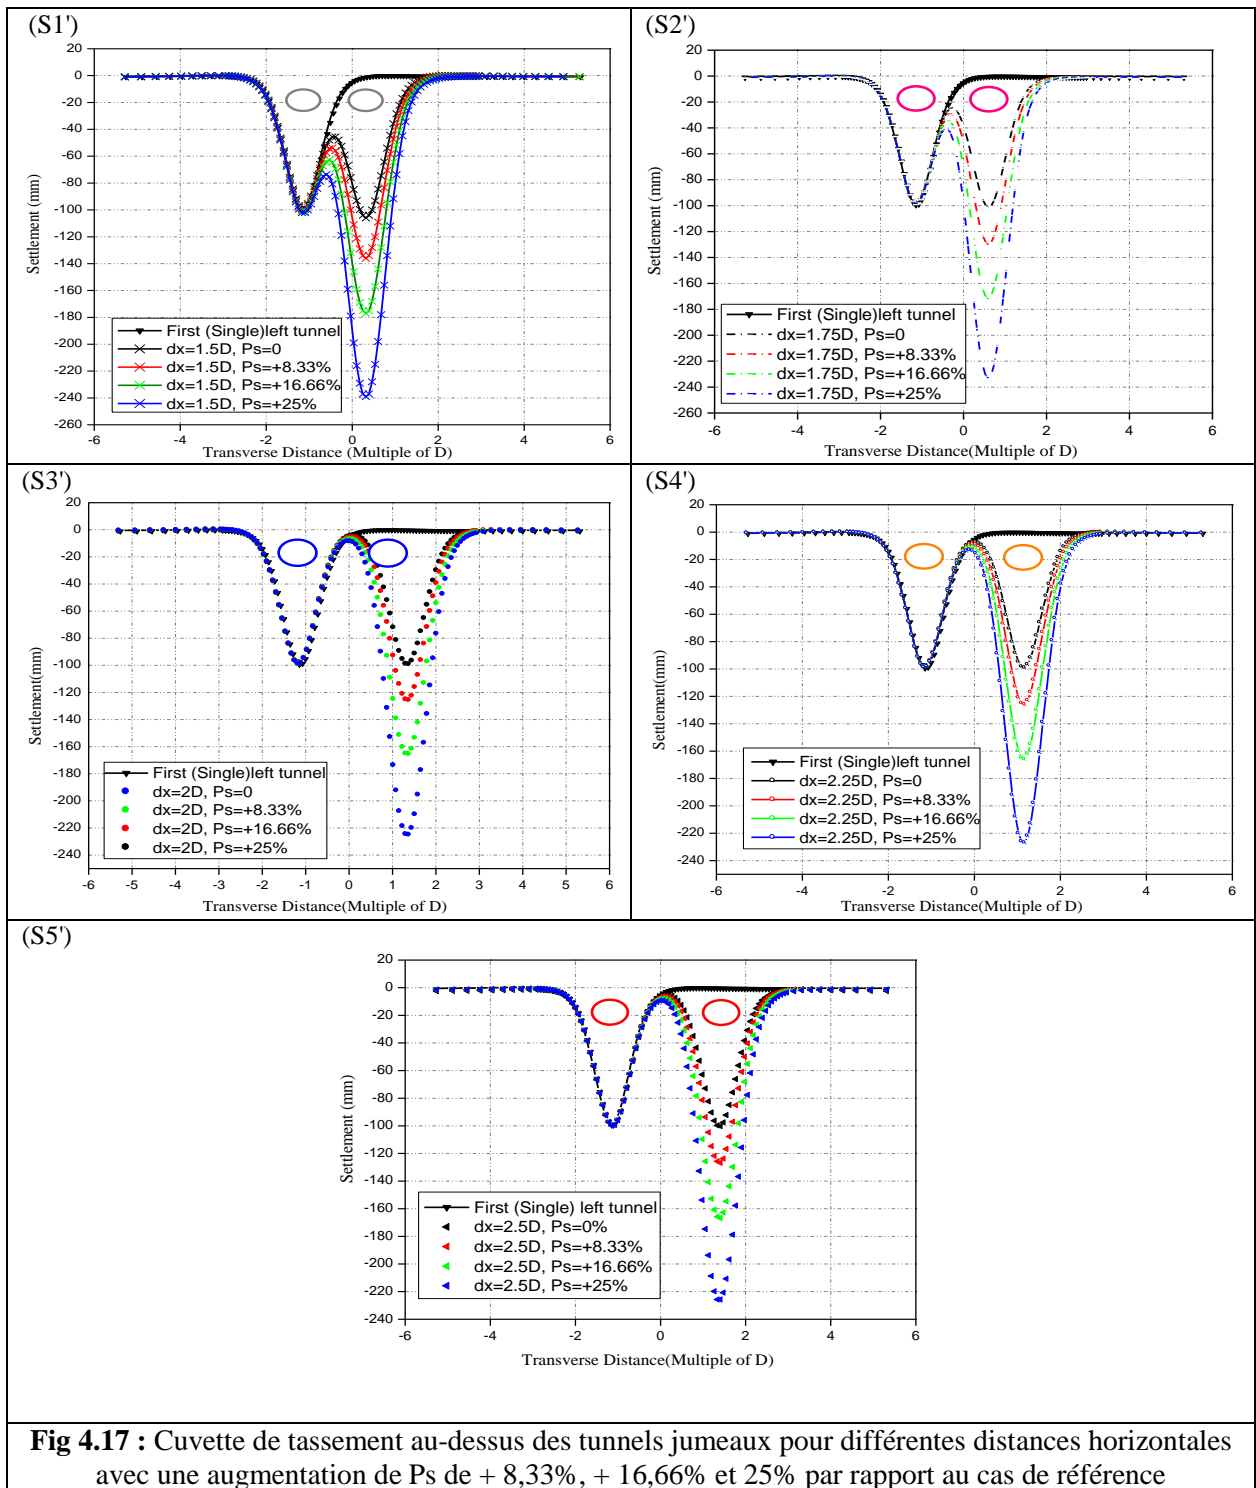 (S1')
20
0
-20
-40
-60
-80
-100
-120
-140
-160
-180
-200
-220
-240
-260
Settlement (mm)
First (Single)left tunnel
dx=1.5D, Ps=0
dx=1.5D, Ps=+8.33%
dx=1.5D, Ps=+16.66%
dx=1.5D, Ps=+25%
-6 -4 -2 0 2 4 6
Transverse Distance (Multiple of D)
(S2')
20
0
-20
-40
-60
-80
-100
-120
-140
-160
-180
-200
-220
-240
-260
Settlement (mm)
First (Single)left tunnel
dx=1.75D, Ps=0
dx=1.75D, Ps=+8.33%
dx=1.75D, Ps=+16.66%
dx=1.75D, Ps=+25%
-6 -4 -2 0 2 4 6
Transverse Distance(Multiple of D)
(S3')
20
0
-20
-40
-60
-80
-100
-120
-140
-160
-180
-200
-220
-240
Settlement(mm)
First (Single)left tunnel
dx=2D, Ps=0
dx=2D, Ps=+8.33%
dx=2D, Ps=+16.66%
dx=2D, Ps=+25%
-6 -5 -4 -3 -2 -1 0 1 2 3 4 5 6
Transverse Distance(Multiple of D)
(S4')
20
0
-20
-40
-60
-80
-100
-120
-140
-160
-180
-200
-220
-240
Settlement (mm)
First (Single)left tunnel
dx=2.25D, Ps=0
dx=2.25D, Ps=+8.33%
dx=2.25D, Ps=+16.66%
dx=2.25D, Ps=+25%
-6 -4 -2 0 2 4 6
Transverse Distance(Multiple of D)
(S5')
20
0
-20
-40
-60
-80
-100
-120
-140
-160
-180
-200
-220
-240
Settlement (mm)
First (Single) left tunnel
dx=2.5D, Ps=0%
dx=2.5D, Ps=+8.33%
dx=2.5D, Ps=+16.66%
dx=2.5D, Ps=+25%
-6 -4 -2 0 2 4 6
Transverse Distance(Multiple of D)
Fig 4.17 : Cuvette de tassement au-dessus des tunnels jumeaux pour différentes distances horizontales
avec une augmentation de Ps de + 8,33%, + 16,66% et 25% par rapport au cas de référence